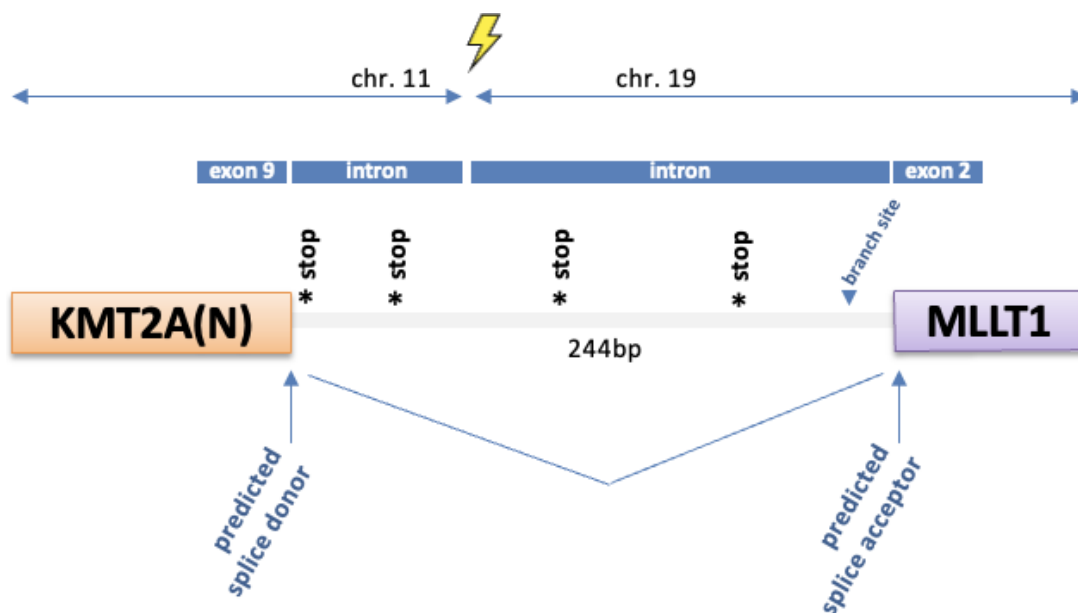 chr. 11
chr. 19
exon 9
intron
intron
exon 2
* stop
* stop
* stop
* stop
branch site
KMT2A(N)
MLLT1
244bp
predicted
splice donor
predicted
splice acceptor